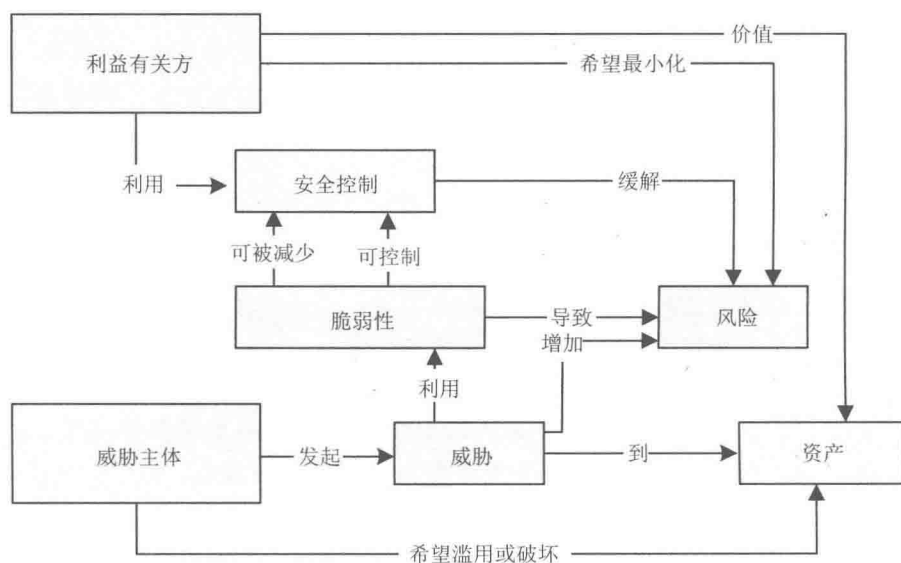 价值
利益有关方
希望最小化
利用
安全控制
缓解
可被减少
可控制
脆弱性
导致
风险
增加
利用
威胁主体
发起
威胁
到
资产
希望滥用或破坏